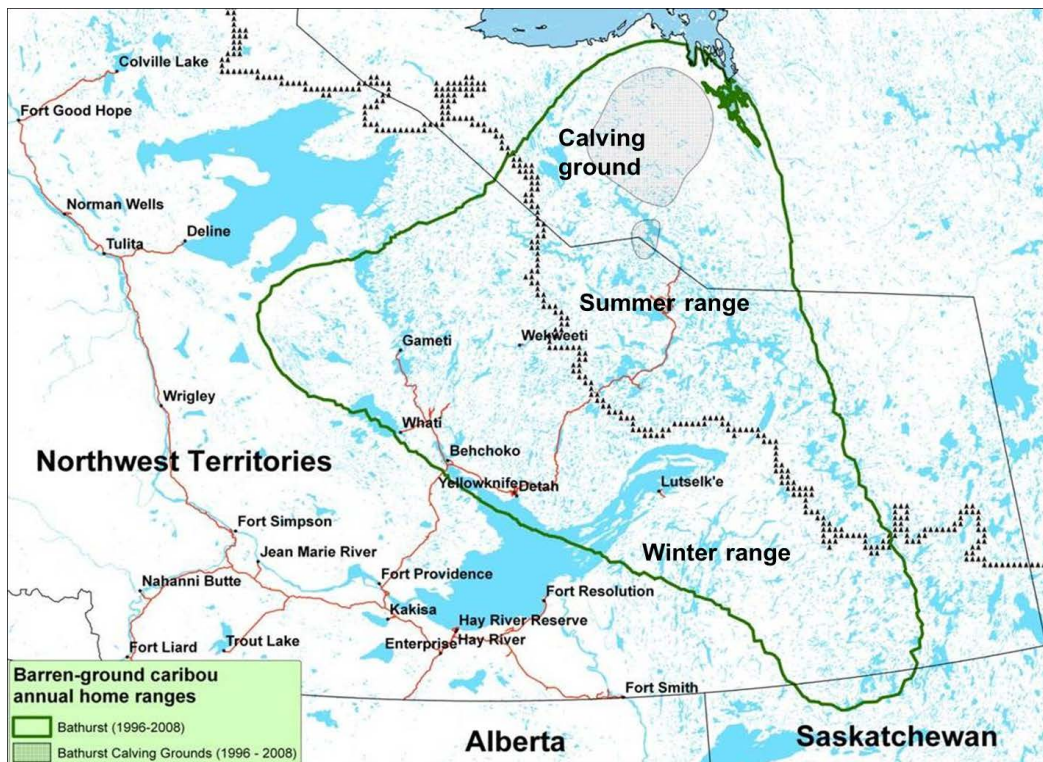 Colville Lake
Fort Good Hope
Calving
ground
Norman Wells
Deline
Tulita
Summer range
Wekweeti
Gameti
Wrigley
Whati
Behchoko
Northwest Territories
Yellowknife
Detah
Lutselk'e
Fort Simpson
Winter range
Jean Marie River
Nahanni Butte
Fort Providence
Fort Resolution
Kakisa
Hay River Reserve
Fort Liard
Trout Lake
Enterprise
Hay River
Barren-ground caribou
annual home ranges
Fort Smith
Bathurst (1996-2008)
Alberta
Saskatchewan
Bathurst Calving Grounds (1996 - 2008)